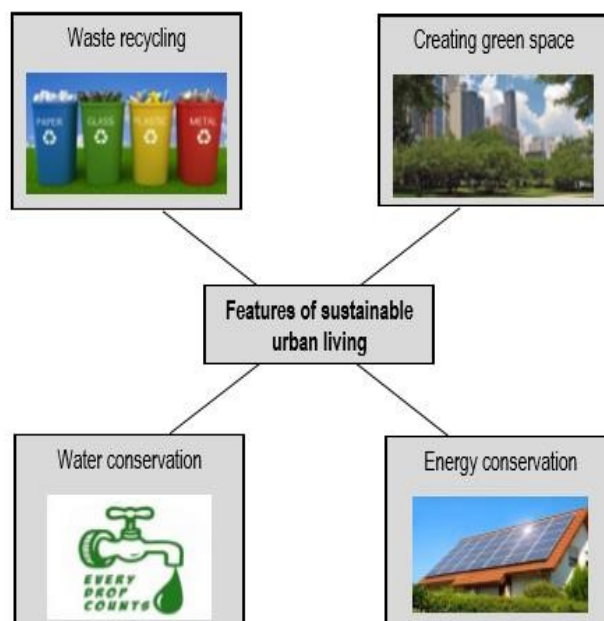 Waste recycling
PAPER
GLASS
PLASTIC
METAL
Creating green space
Features of sustainable
urban living
Water conservation
EVERY
DROP
COUNTS
Energy conservation